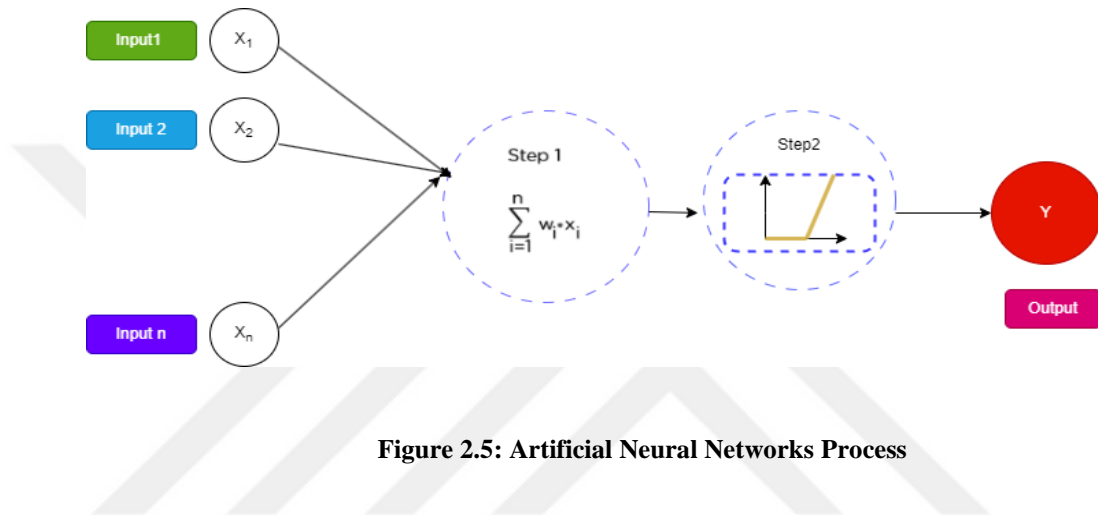 Input1
X1
Input 2
X2
Input n
Xn
Step 1
n
∑ wi*xi
i=1
Step2
Y
Output
Figure 2.5: Artificial Neural Networks Process